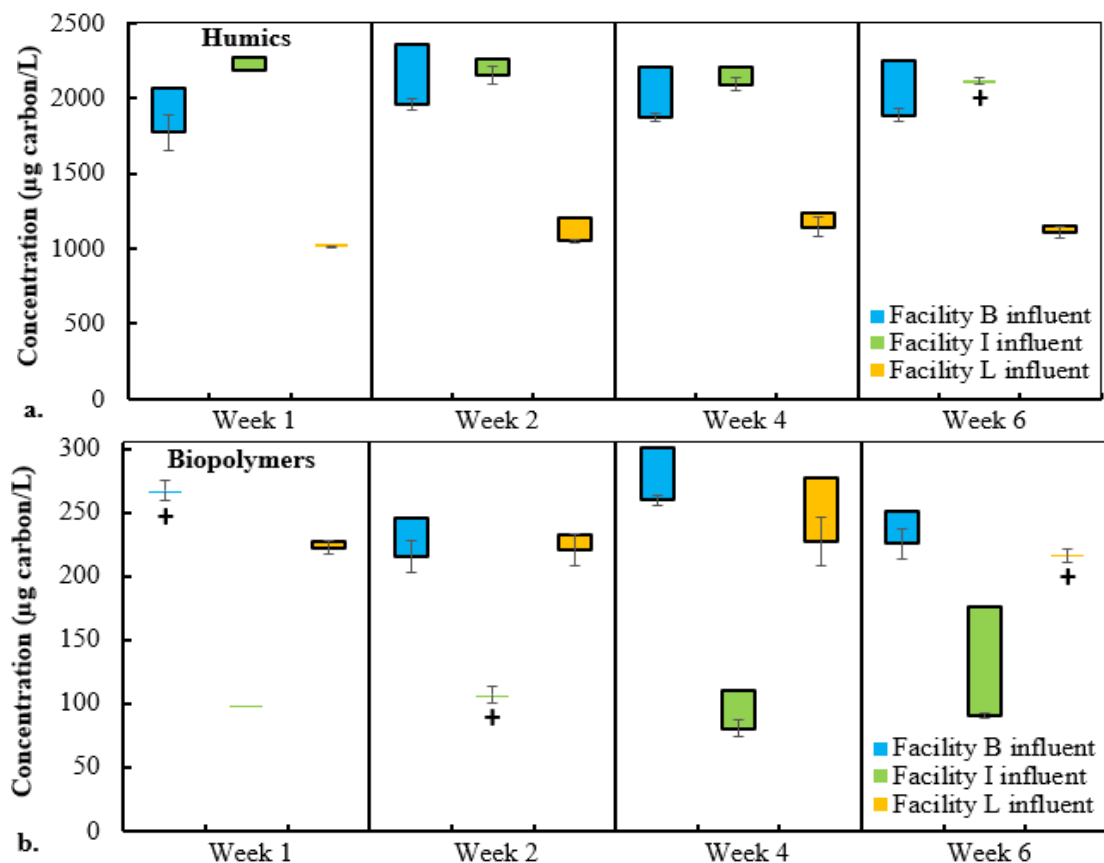 2500
2000
1500
1000
500
0
Concentration (µg carbon/L)
Humics
Facility B influent
Facility I influent
Facility L influent
a.
Week 1
Week 2
Week 4
Week 6
300
250
200
150
100
50
0
Concentration (µg carbon/L)
Biopolymers
Facility B influent
Facility I influent
Facility L influent
b.
Week 1
Week 2
Week 4
Week 6